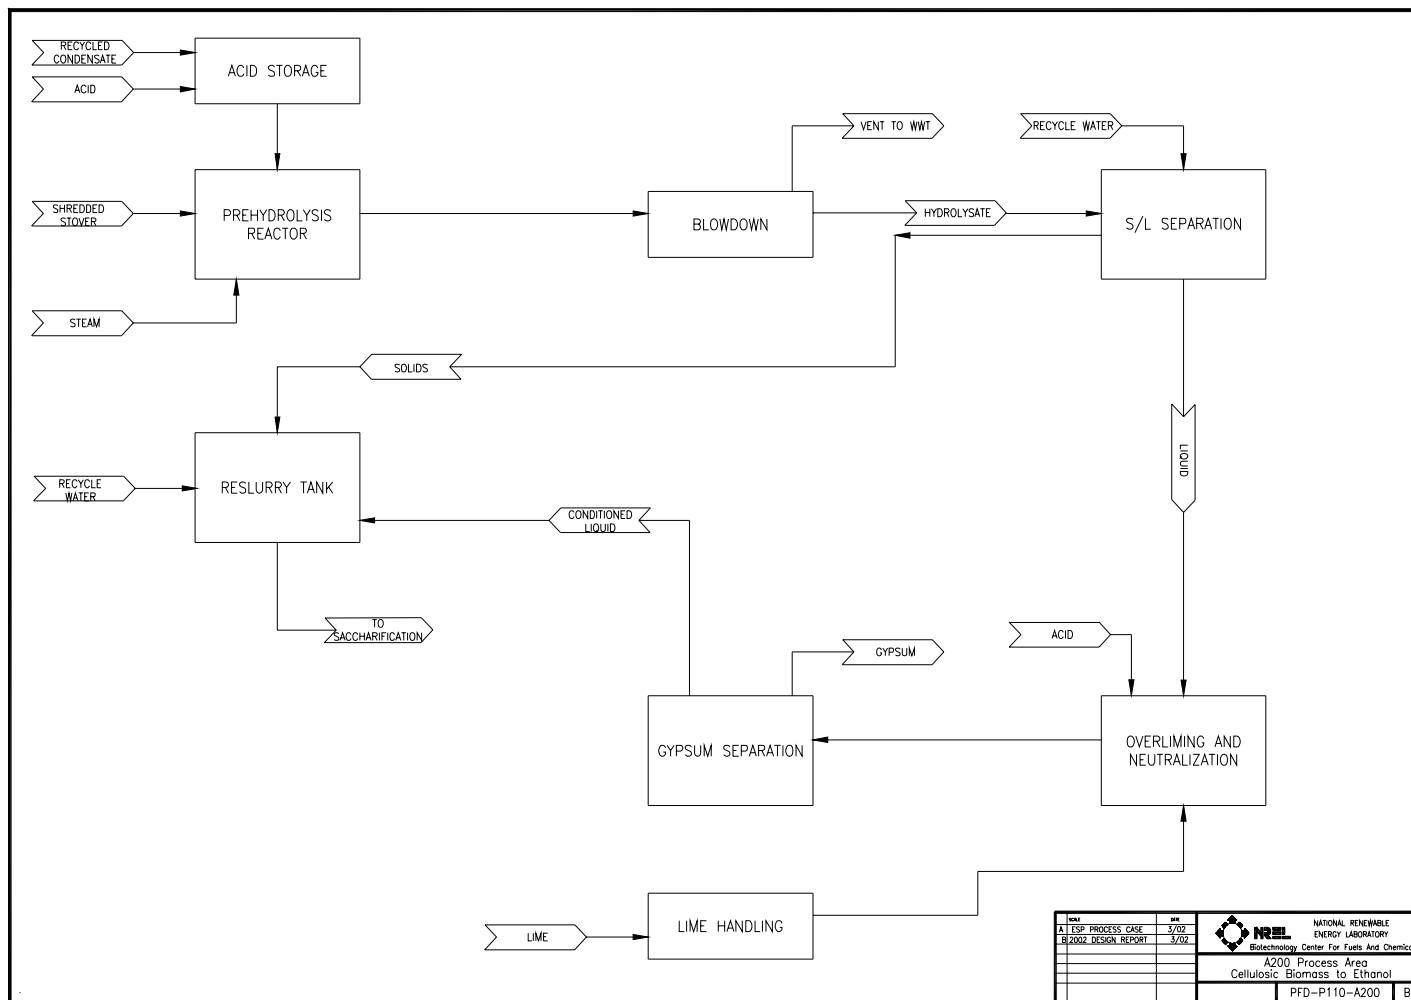 RECYCLED
CONDENSATE
ACID STORAGE
ACID
VENT TO WWT
RECYCLE WATER
SHREDDED
STOVER
PREHYDROLYSIS
REACTOR
BLOWDOWN
HYDROLYSATE
S/L SEPARATION
STEAM
SOLIDS
LIQUID
RECYCLE
WATER
RESLURRY TANK
CONDITIONED
LIQUID
TO
SACCHARIFICATION
GYPSUM
ACID
GYPSUM SEPARATION
OVERLIMING AND
NEUTRALIZATION
LIME
LIME HANDLING
DATE
A ESP PROCESS CASE 3/02
B 2002 DESIGN REPORT 3/02
NREL
NATIONAL RENEWABLE
ENERGY LABORATORY
Biotechnology Center For Fuels And Chemic
A200 Process Area
Cellulosic Biomass to Ethanol
PFD-P110-A200 B